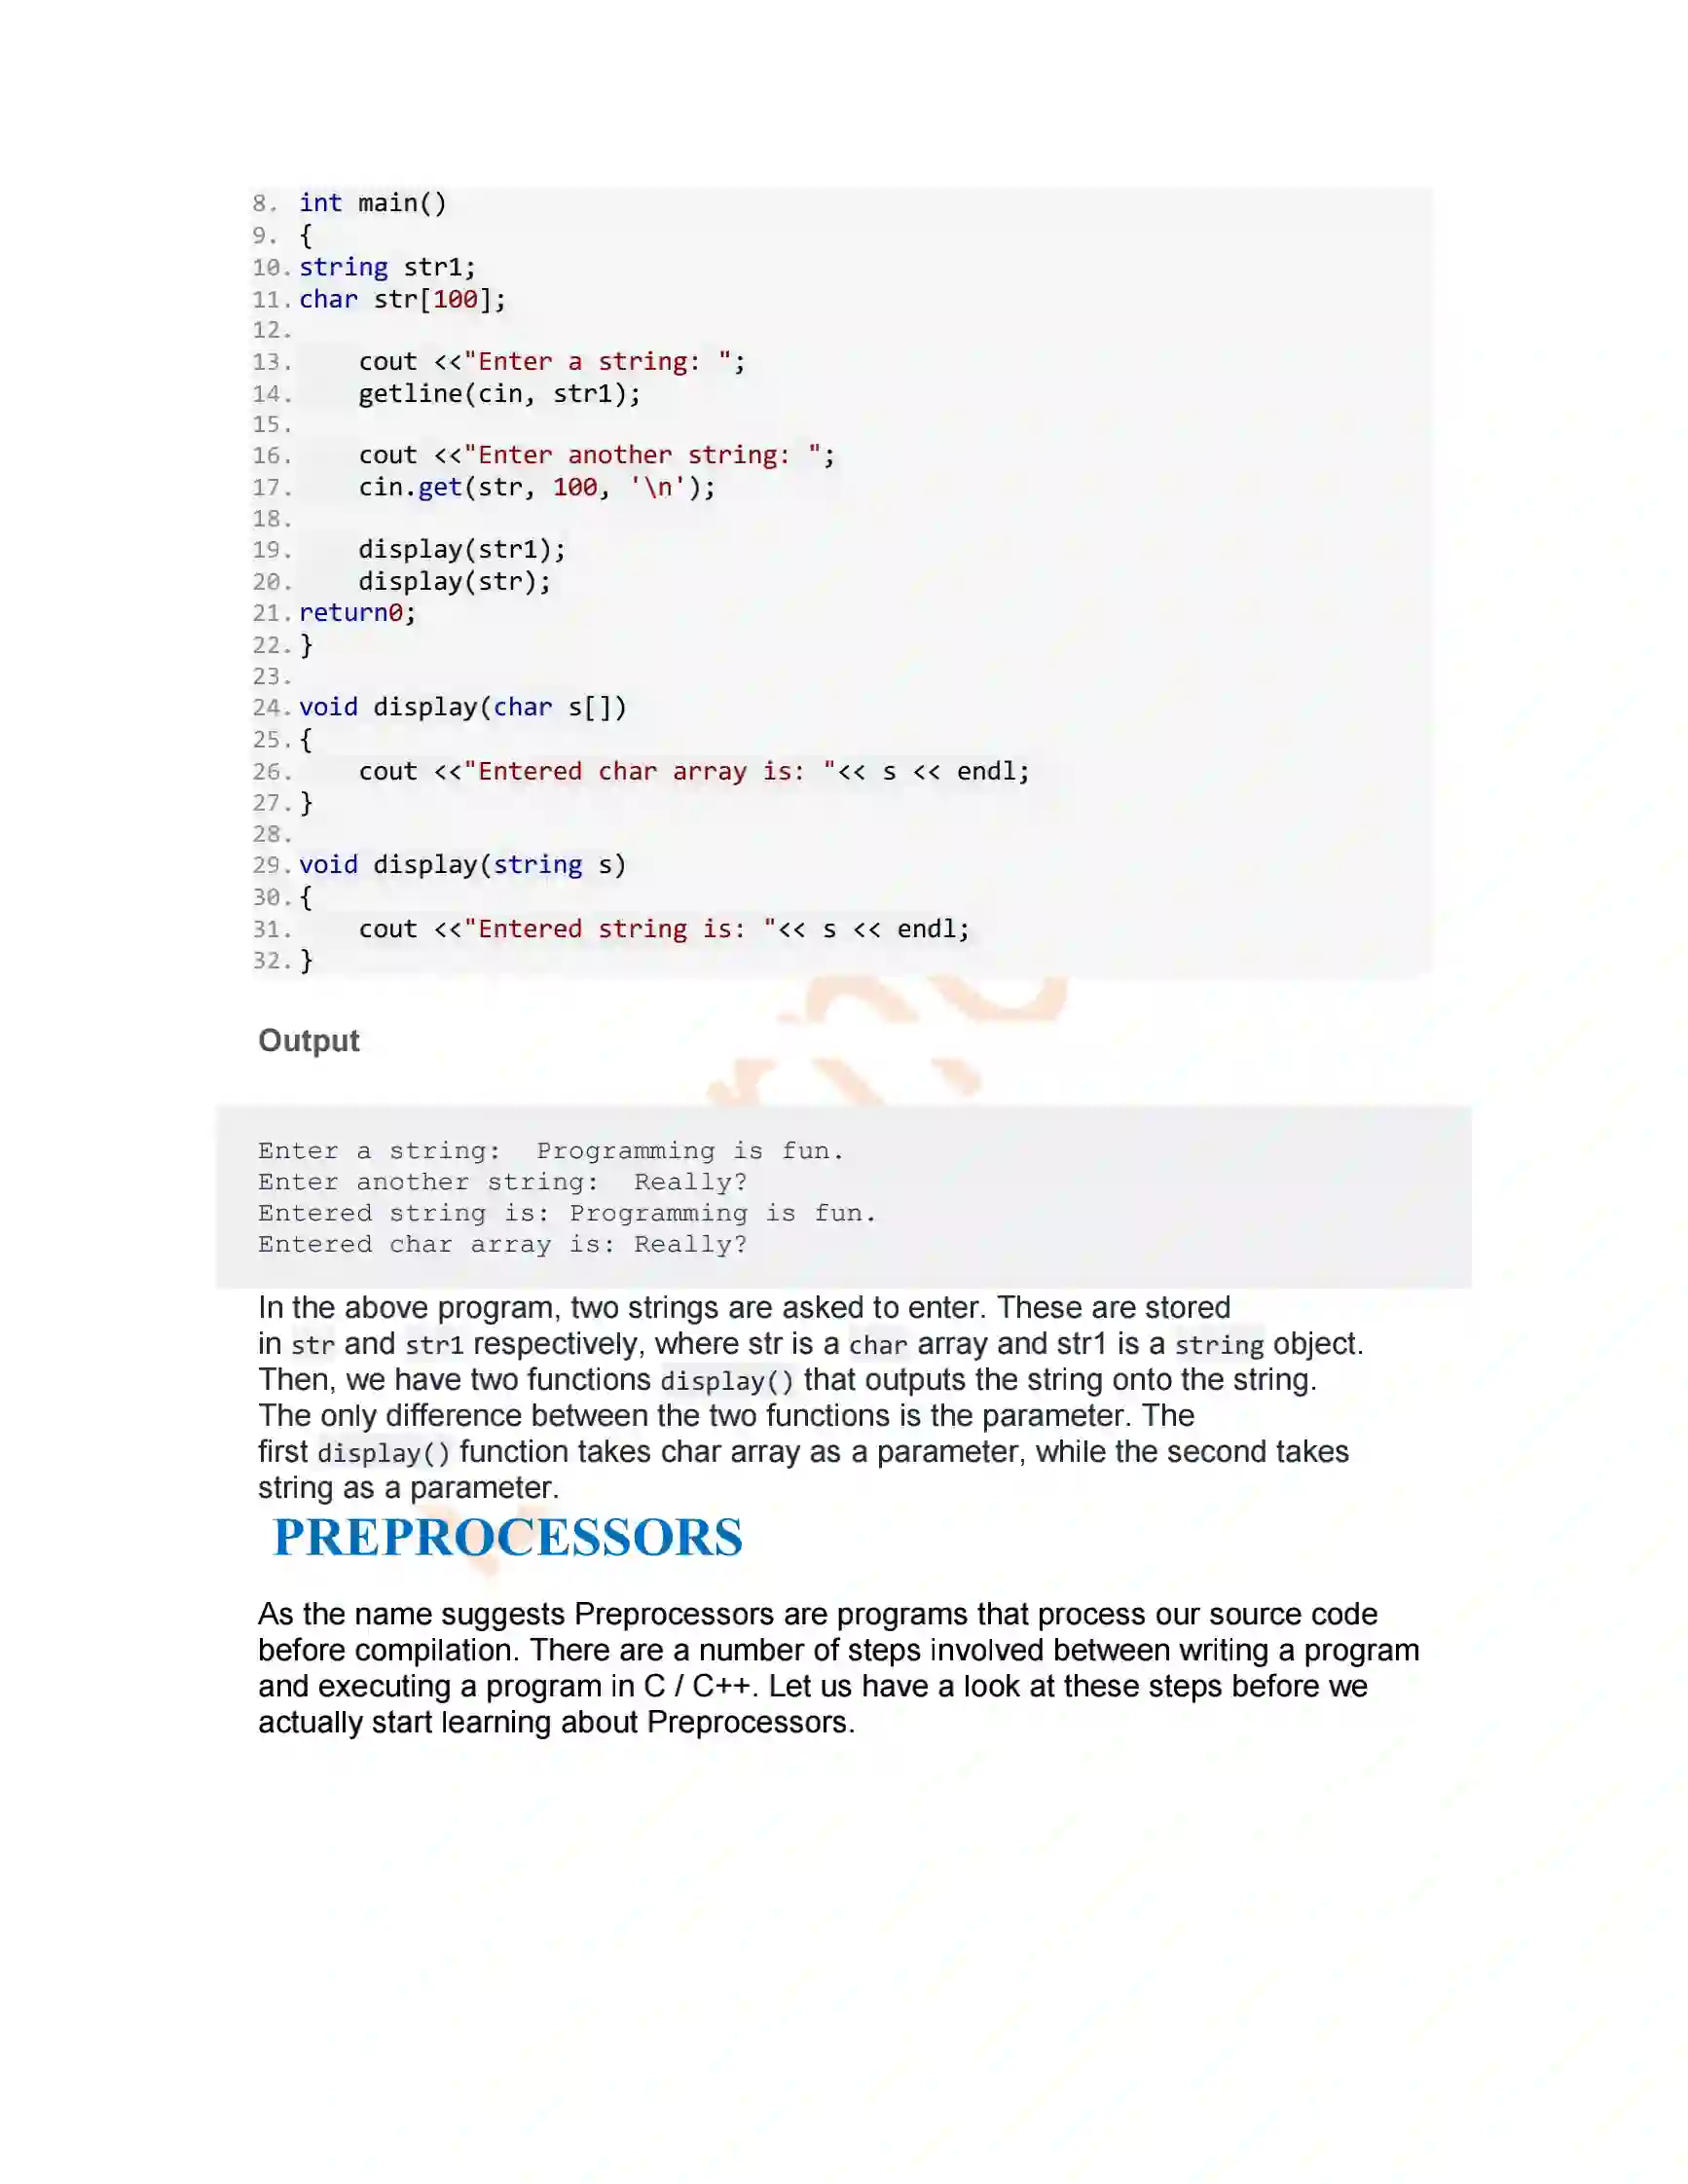 8. int main()
9. {
10. string str1;
11. char str[100];
12.
13. cout <<"Enter a string: ";
14. getline(cin, str1);
15.
16. cout <<"Enter another string: ";
17. cin.get(str, 100, '\n');
18.
19. display(str1);
20. display(str);
21. return0;
22. }
23.
24. void display(char s[])
25. {
26. cout <<"Entered char array is: "<< s << endl;
27. }
28.
29. void display(string s)
30. {
31. cout <<"Entered string is: "<< s << endl;
32. }
Output
Enter a string:  Programming is fun.
Enter another string:  Really?
Entered string is: Programming is fun.
Entered char array is: Really?
In the above program, two strings are asked to enter. These are stored
in str and str1 respectively, where str is a char array and str1 is a string object.
Then, we have two functions display() that outputs the string onto the string.
The only difference between the two functions is the parameter. The
first display() function takes char array as a parameter, while the second takes
string as a parameter.
PREPROCESSORS
As the name suggests Preprocessors are programs that process our source code
before compilation. There are a number of steps involved between writing a program
and executing a program in C / C++. Let us have a look at these steps before we
actually start learning about Preprocessors.